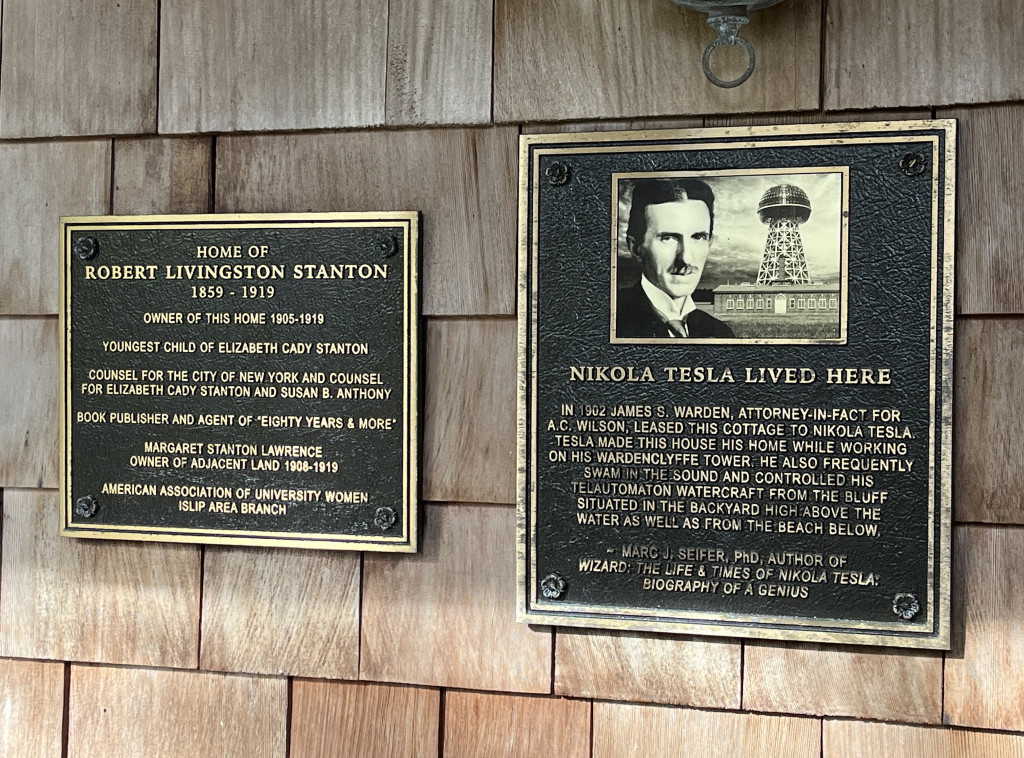 HOME OF
ROBERT LIVINGSTON STANTON
1859 - 1919
OWNER OF THIS HOME 1905-1919
YOUNGEST CHILD OF ELIZABETH CADY STANTON
COUNSEL FOR THE CITY OF NEW YORK AND COUNSEL
FOR ELIZABETH CADY STANTON AND SUSAN B. ANTHONY
BOOK PUBLISHER AND AGENT OF "EIGHTY YEARS & MORE"
MARGARET STANTON LAWRENCE
OWNER OF ADJACENT LAND 1908-1919
AMERICAN ASSOCIATION OF UNIVERSITY WOMEN
ISLIP AREA BRANCH
NIKOLA TESLA LIVED HERE
IN 1902 JAMES S. WARDEN, ATTORNEY-IN-FACT FOR
A.C. WILSON, LEASED THIS COTTAGE TO NIKOLA TESLA.
TESLA MADE THIS HOUSE HIS HOME WHILE WORKING
ON HIS WARDENCLYFFE TOWER. HE ALSO FREQUENTLY
SWAM IN THE SOUND AND CONTROLLED HIS
TELAUTOMATON WATERCRAFT FROM THE BLUFF
SITUATED IN THE BACKYARD HIGH ABOVE THE
WATER AS WELL AS FROM THE BEACH BELOW.
~ MARC J. SEIFER, PhD, AUTHOR OF
WIZARD: THE LIFE & TIMES OF NIKOLA TESLA:
BIOGRAPHY OF A GENIUS